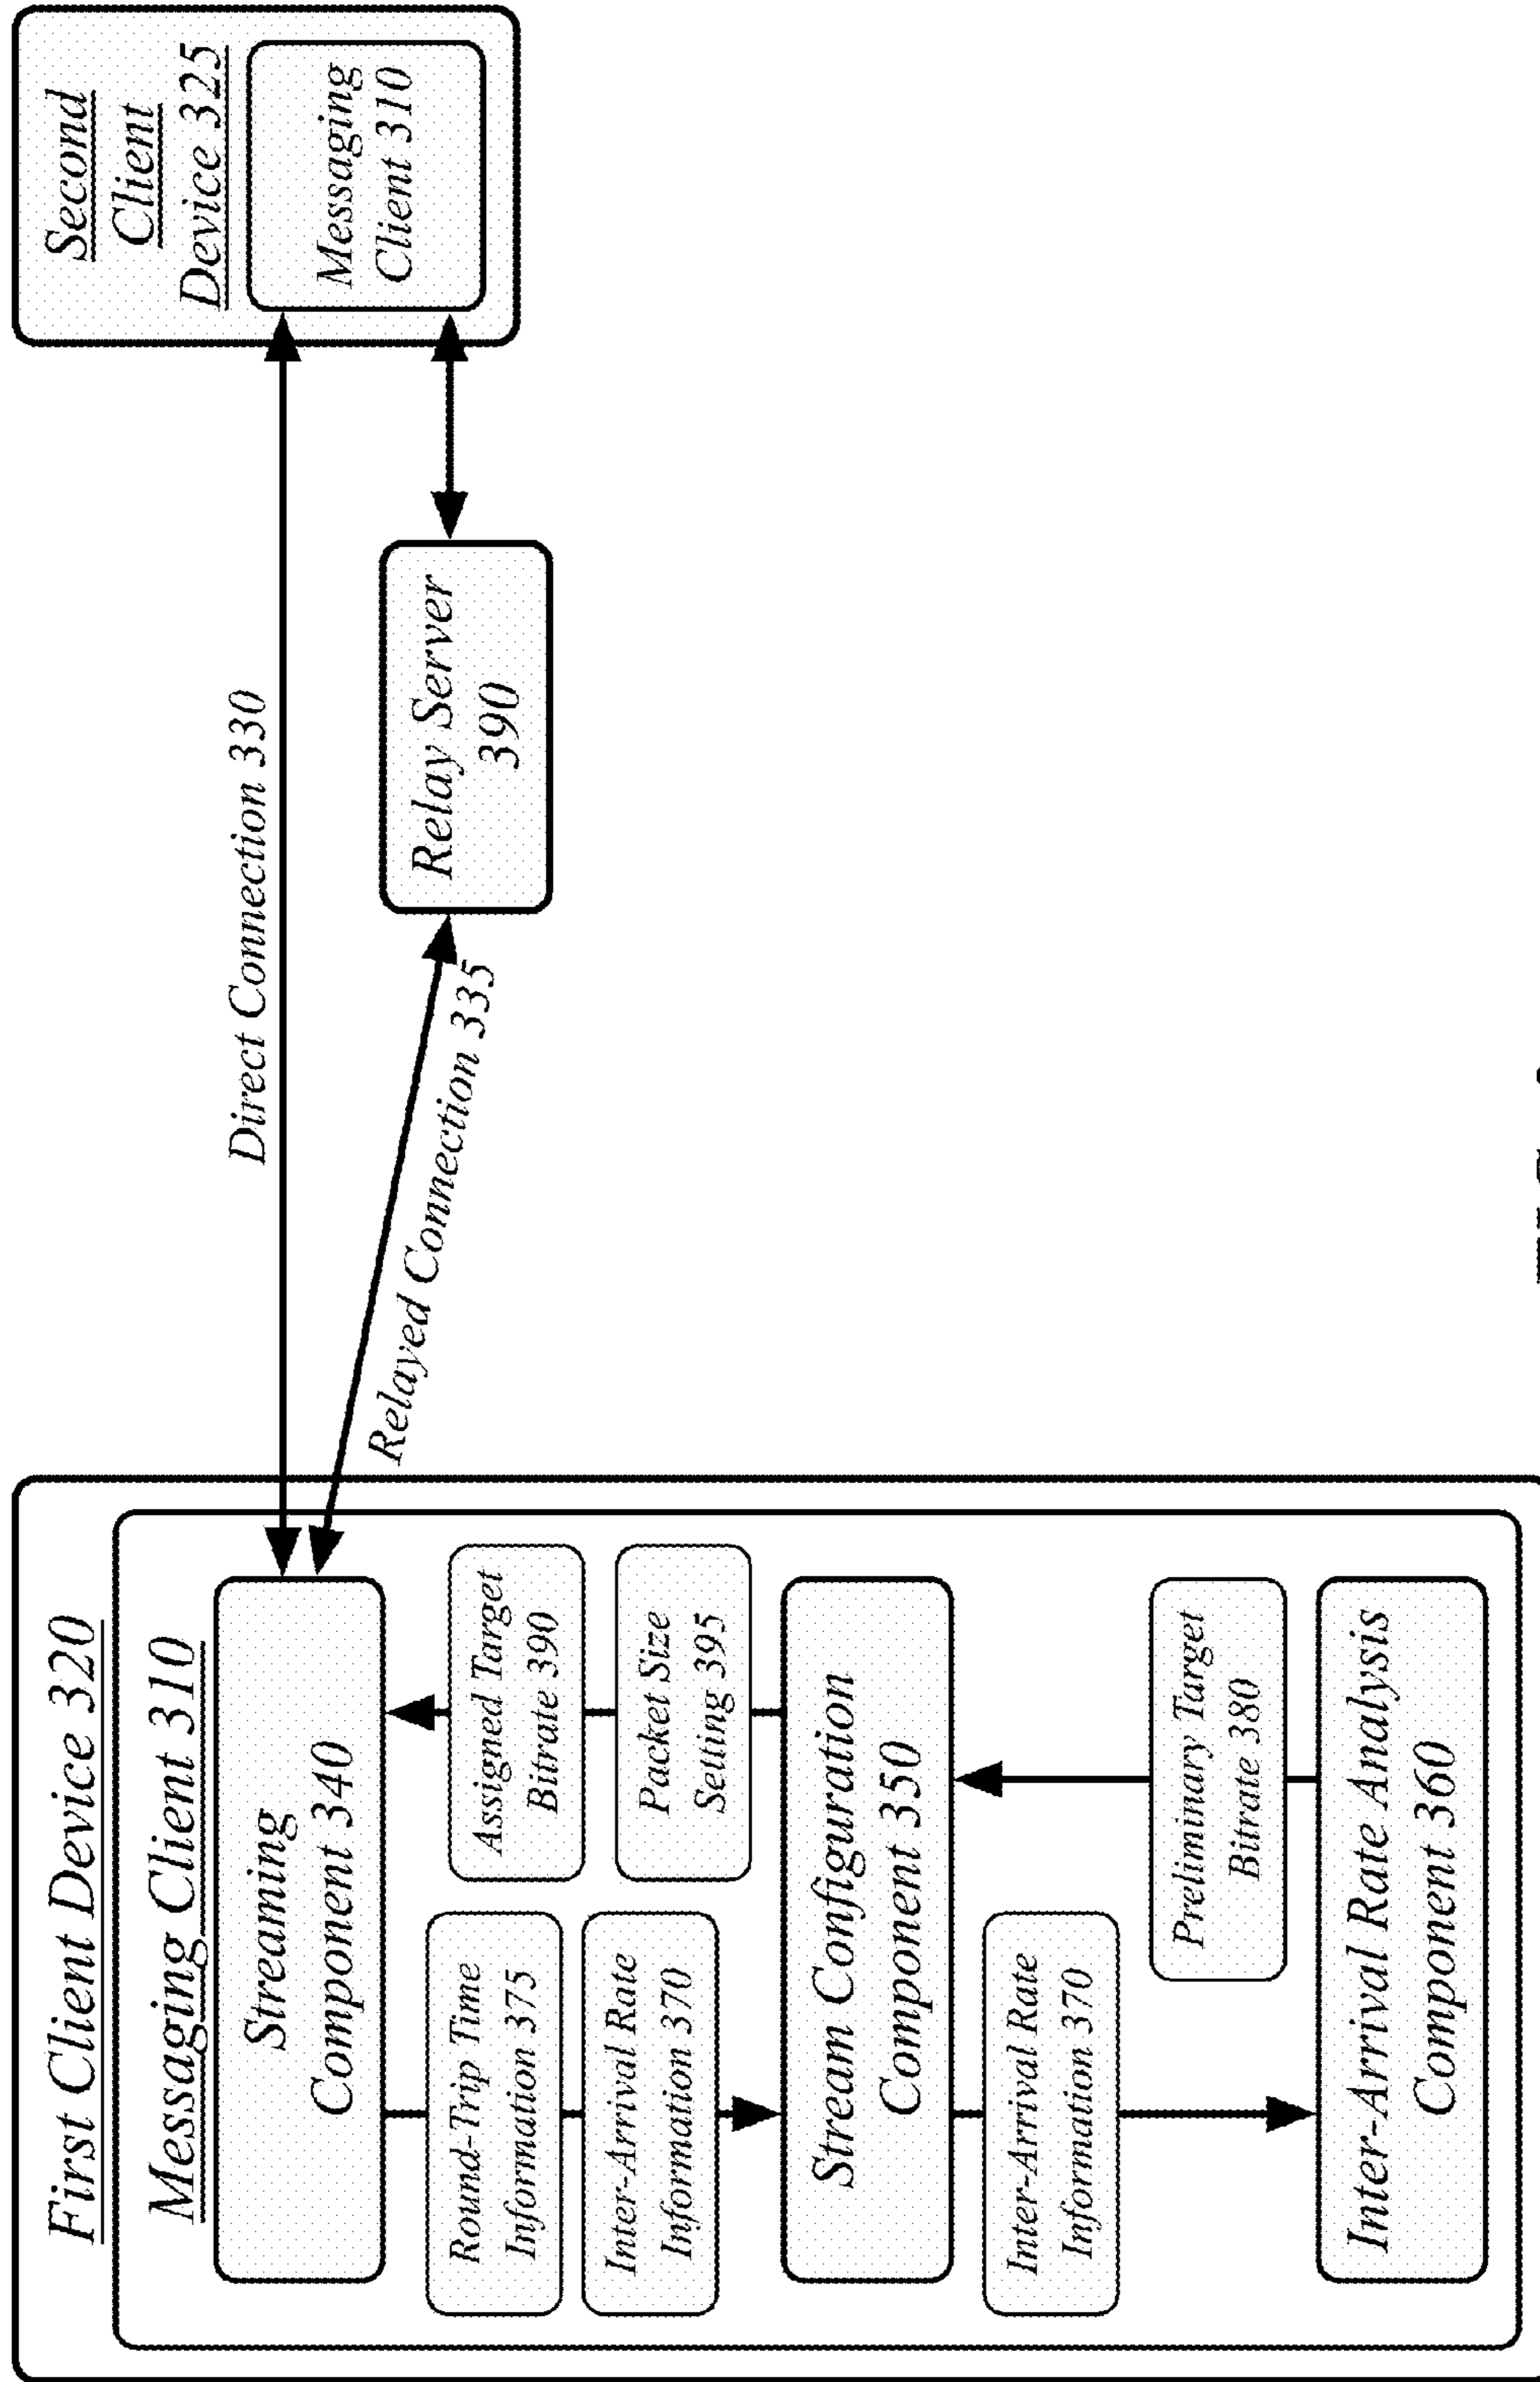 First Client Device 320
Messaging Client 310
Streaming
Component 340
Round-Trip Time
Information 375
Inter-Arrival Rate
Information 370
Assigned Target
Bitrate 390
Packet Size
Setting 395
Stream Configuration
Component 350
Inter-Arrival Rate
Information 370
Preliminary Target
Bitrate 380
Inter-Arrival Rate Analysis
Component 360
Direct Connection 330
Relayed Connection 335
Relay Server
390
Second
Client
Device 325
Messaging
Client 310